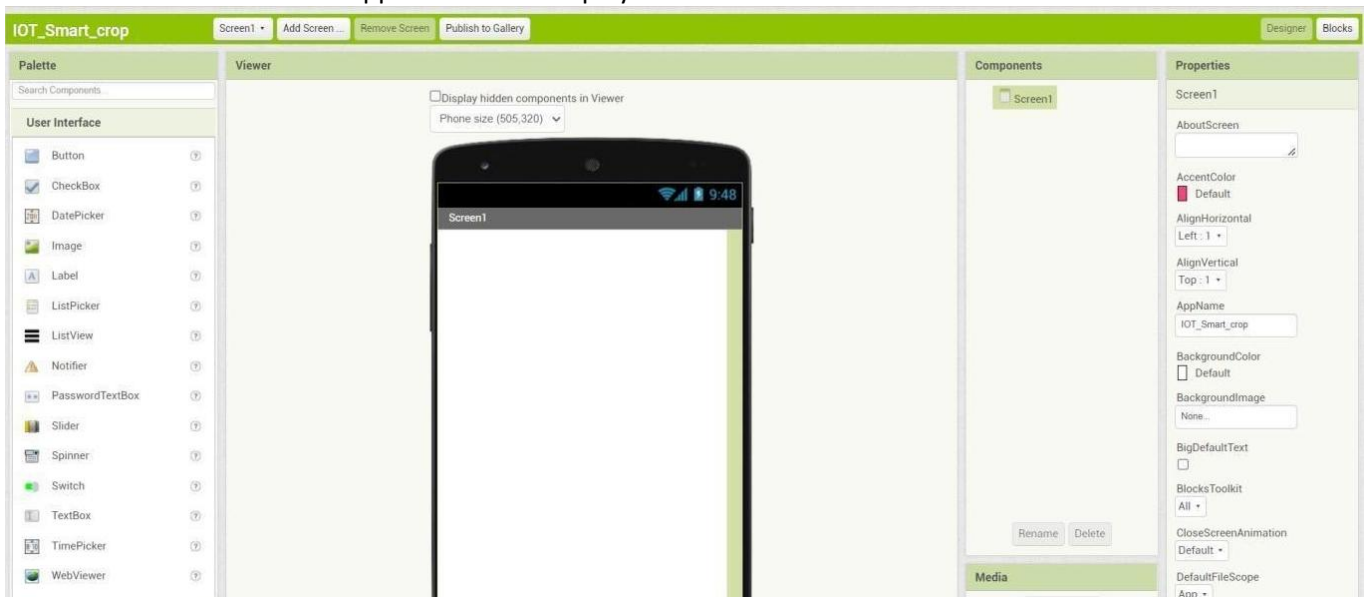 IOT_Smart_crop
Screen1
Add Screen ...
Remove Screen
Publish to Gallery
Designer
Blocks
Palette
Search Components...
User Interface
Button
CheckBox
DatePicker
Image
Label
ListPicker
ListView
Notifier
PasswordTextBox
Slider
Spinner
Switch
TextBox
TimePicker
WebViewer
Viewer
Display hidden components in Viewer
Phone size (505,320)
9:48
Screen1
Components
Screen1
Rename
Delete
Media
Properties
Screen1
AboutScreen
AccentColor
Default
AlignHorizontal
Left : 1
AlignVertical
Top : 1
AppName
IOT_Smart_crop
BackgroundColor
Default
BackgroundImage
None...
BigDefaultText
BlocksToolkit
All
CloseScreenAnimation
Default
DefaultFileScope
App